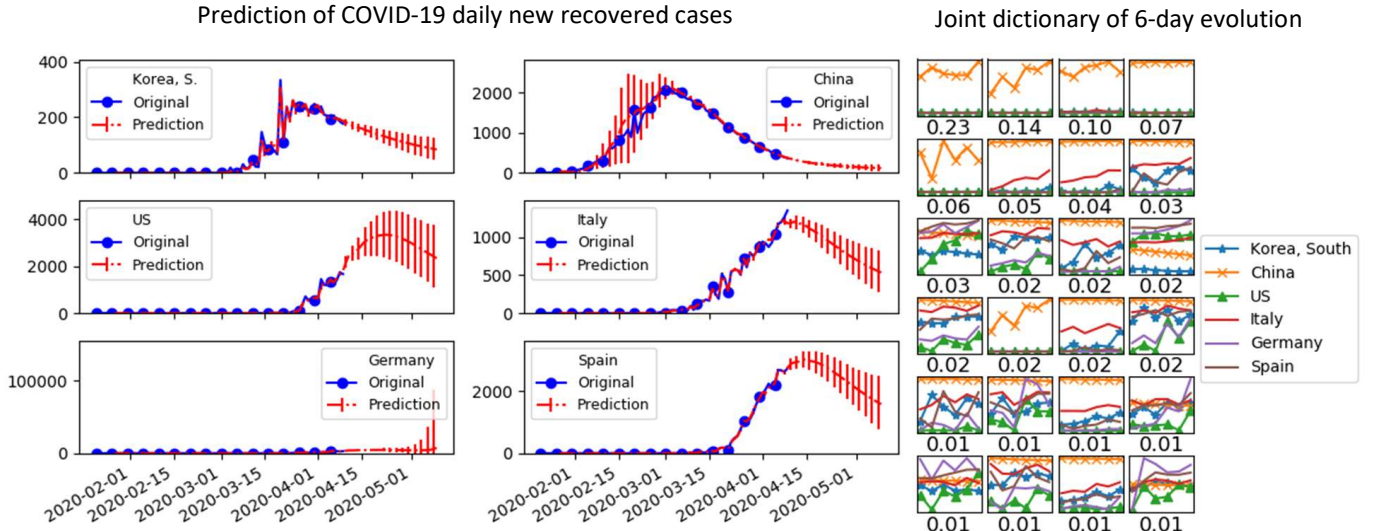 Prediction of COVID-19 daily new recovered cases
Joint dictionary of 6-day evolution
400
200
0
Korea, S.
Original
Prediction
2000
1000
0
China
Original
Prediction
4000
2000
0
US
Original
Prediction
1000
500
0
Italy
Original
Prediction
100000
0
Germany
Original
Prediction
2000
0
Spain
Original
Prediction
2020-02-01
2020-02-15
2020-03-01
2020-03-15
2020-04-01
2020-04-15
2020-05-01
2020-02-01
2020-02-15
2020-03-01
2020-03-15
2020-04-01
2020-04-15
2020-05-01
0.23 0.14 0.10 0.07
0.06 0.05 0.04 0.03
0.03 0.02 0.02 0.02
0.02 0.02 0.02 0.02
0.01 0.01 0.01 0.01
0.01 0.01 0.01 0.01
Korea, South
China
US
Italy
Germany
Spain